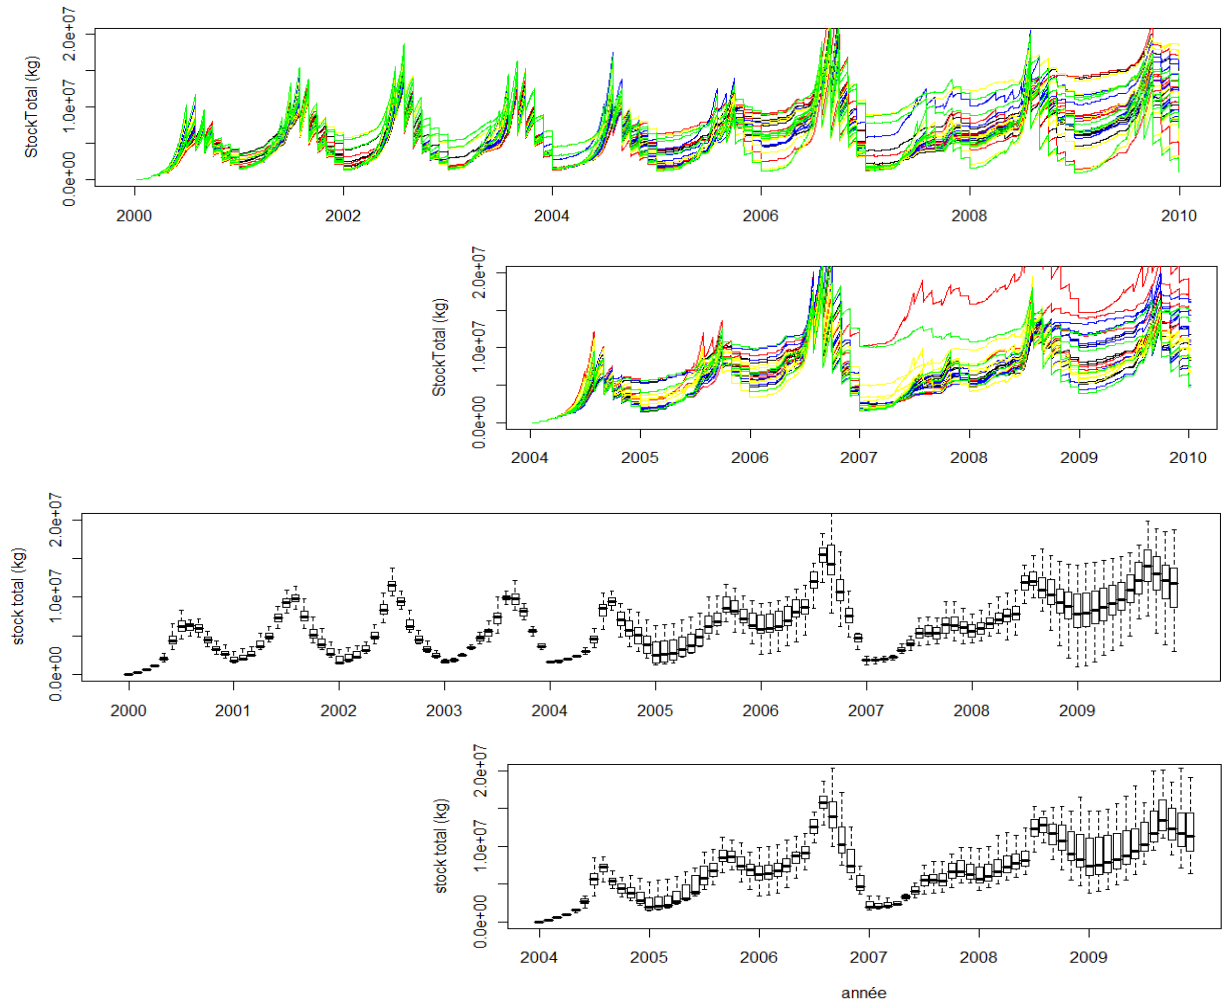 StockTotal (kg)
0.0e+00 1.0e+07 2.0e+07
2000 2002 2004 2006 2008 2010
StockTotal (kg)
0.0e+00 1.0e+07 2.0e+07
2004 2005 2006 2007 2008 2009 2010
stock total (kg)
0.0e+00 1.0e+07 2.0e+07
2000 2001 2002 2003 2004 2005 2006 2007 2008 2009
stock total (kg)
0.0e+00 1.0e+07 2.0e+07
2004 2005 2006 2007 2008 2009
année